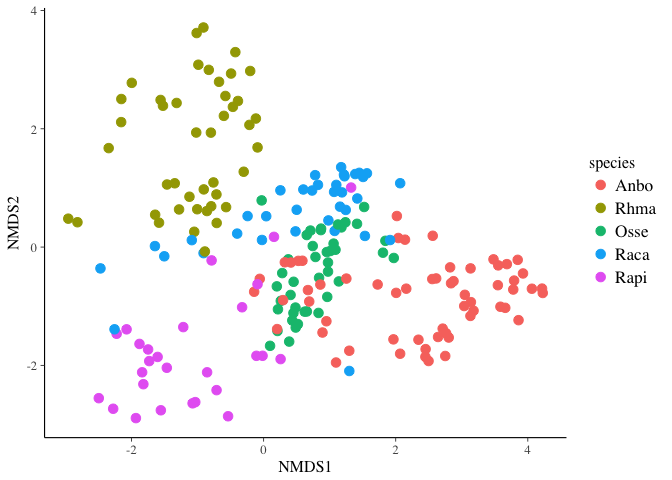 4
2
0
-2
NMDS2
-2
0
2
4
NMDS1
species
Anbo
Rhma
Osse
Raca
Rapi